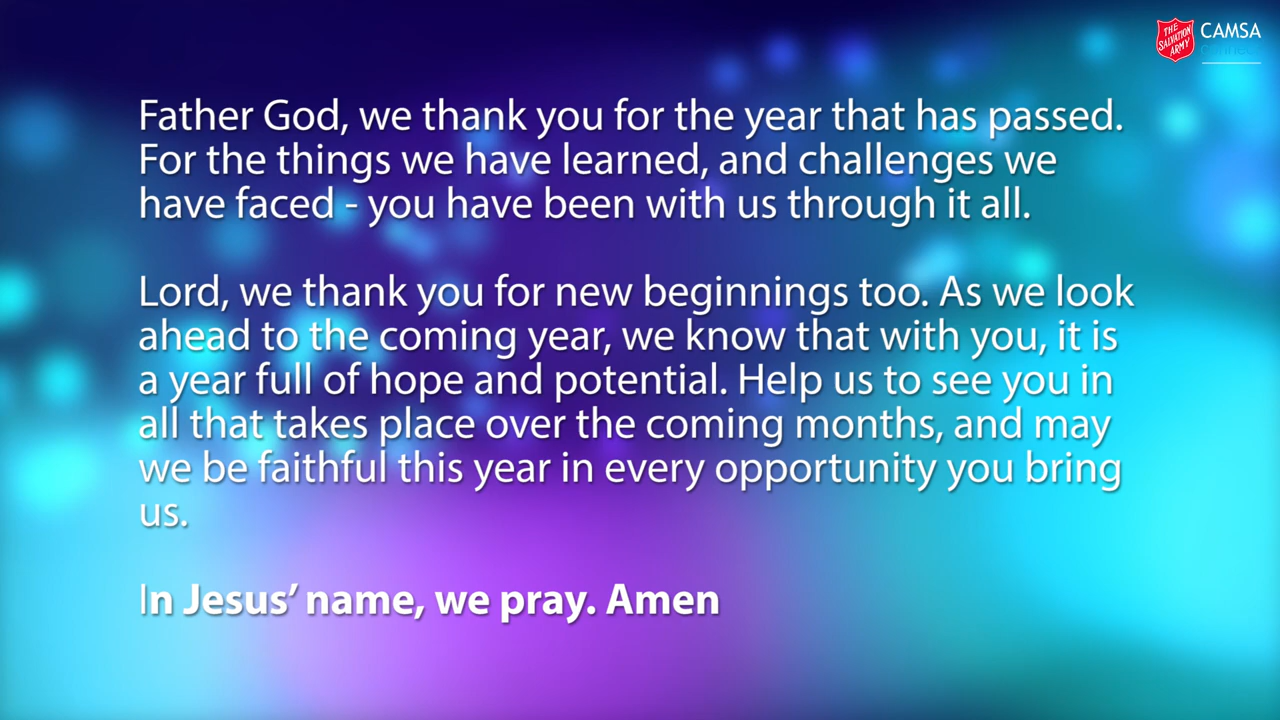 THE
SALVATION
ARMY
CAMSA
connect
Father God, we thank you for the year that has passed.
For the things we have learned, and challenges we
have faced - you have been with us through it all.
Lord, we thank you for new beginnings too. As we look
ahead to the coming year, we know that with you, it is
a year full of hope and potential. Help us to see you in
all that takes place over the coming months, and may
we be faithful this year in every opportunity you bring
us.
In Jesus’ name, we pray. Amen